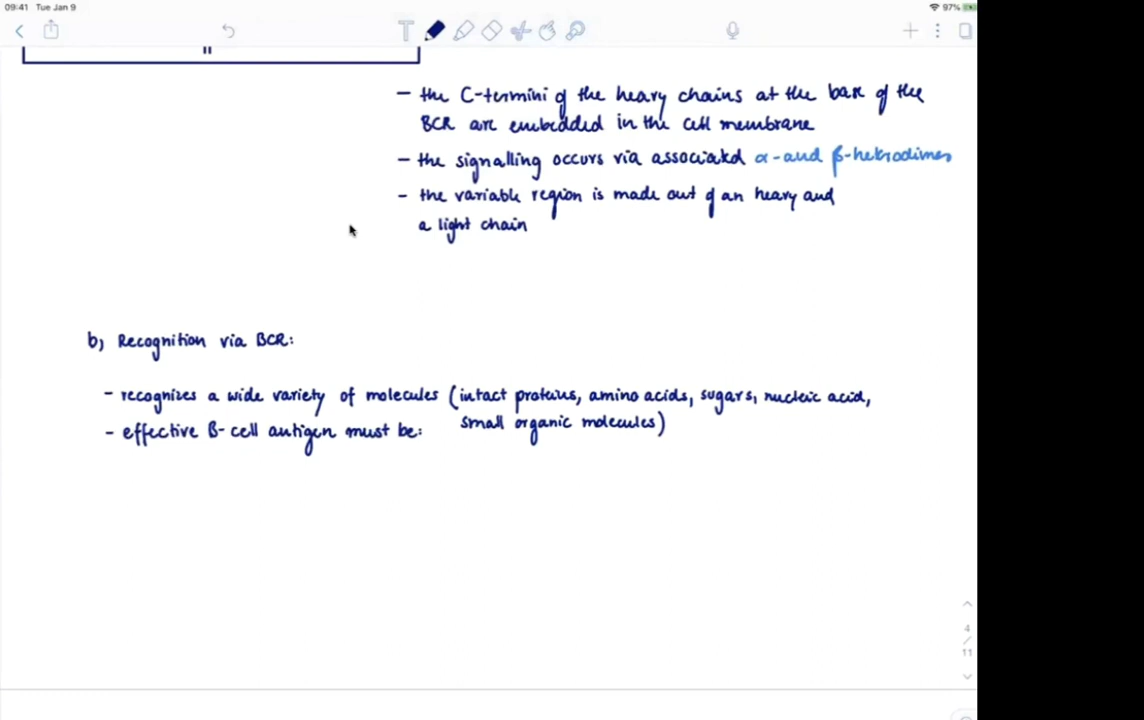 09:41 Tue Jan 9
97%
T
- the C-termini of the heavy chains at the base of the
BCR are embedded in the cell membrane
- the signalling occurs via associated α-and β-heterodimers
- the variable region is made out of an heavy and
a light chain
b) Recognition via BCR:
- recognizes a wide variety of molecules (intact proteins, amino acids, sugars, nucleic acid,
small organic molecules)
- effective B-cell antigen must be:
4
/
11